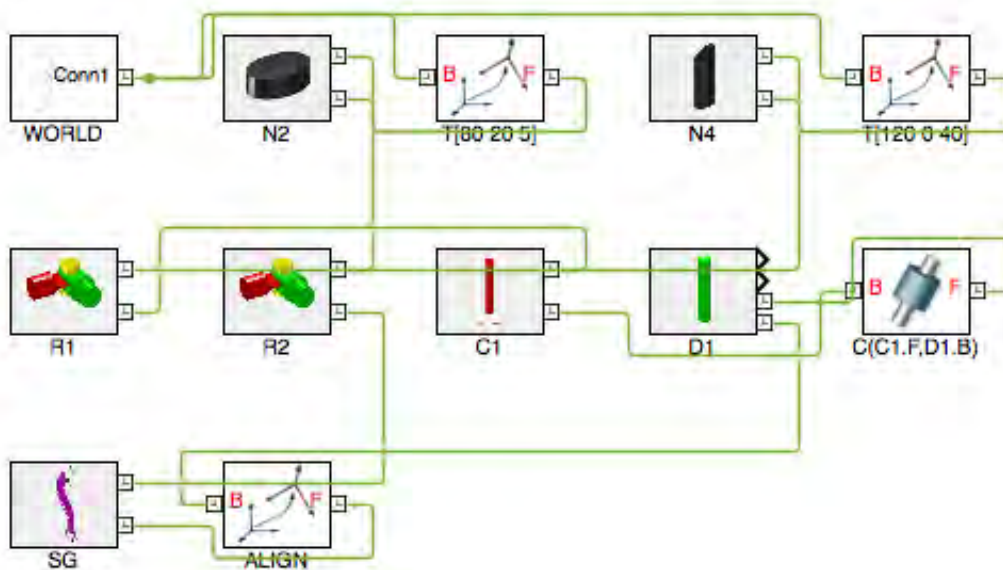 Conn1
WORLD
N2
B F
T[80 20 5]
N4
B F
T[120 0 40]
R1
R2
C1
D1
B F
C(C1.F,D1.B)
SG
B F
ALIGN